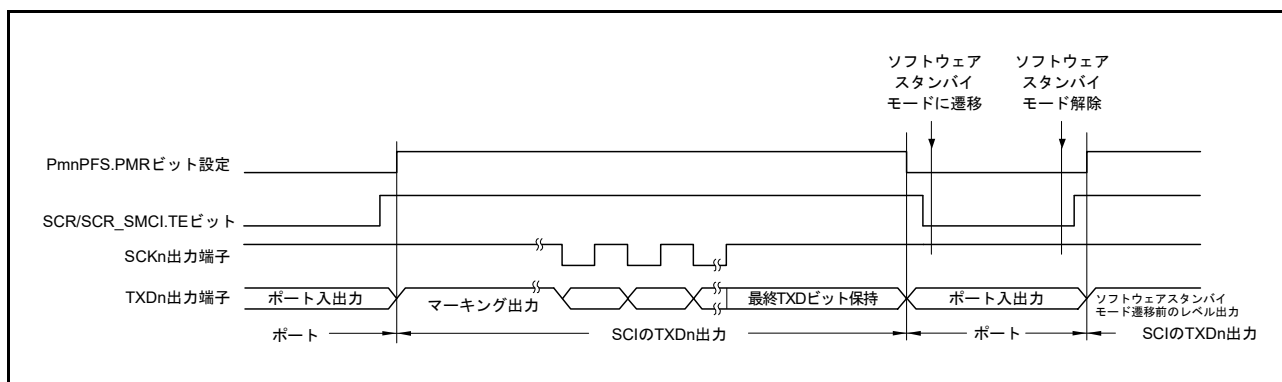 ソフトウェア
スタンバイ
モードに遷移
ソフトウェア
スタンバイ
モード解除
PmnPFS.PMRビット設定
SCR/SCR_SMCI.TEビット
SCKn出力端子
TXDn出力端子
ポート入出力
マーキング出力
最終TXDビット保持
ポート入出力
ソフトウェアスタンバイ
モード遷移前のレベル出力
ポート
SCIのTXDn出力
ポート
SCIのTXDn出力